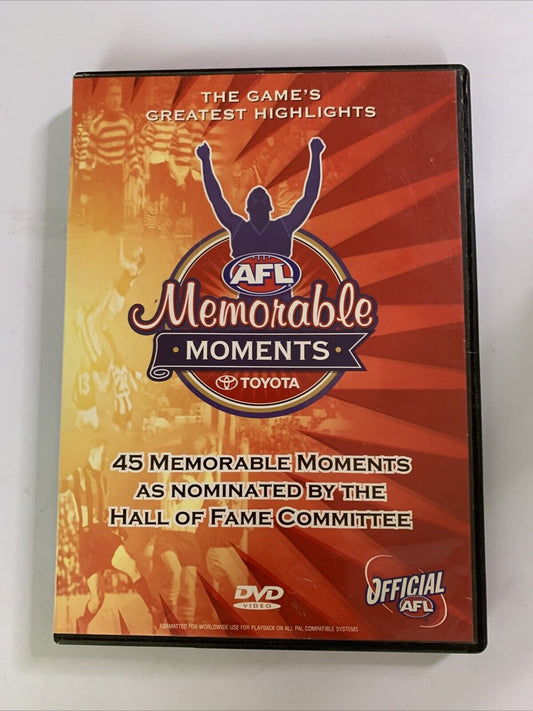 THE GAME'S
GREATEST HIGHLIGHTS
AFL
Memorable
MOMENTS
TOYOTA
45 MEMORABLE MOMENTS
AS NOMINATED BY THE
HALL OF FAME COMMITTEE
DVD
VIDEO
OFFICIAL
AFL
FORMATTED FOR WORLDWIDE USE FOR PLAYBACK ON ALL PAL COMPATIBLE SYSTEMS